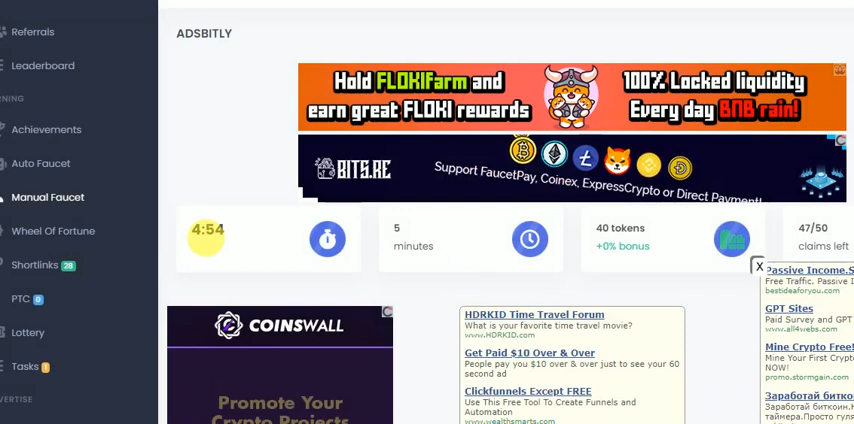 Referrals
Leaderboard
RNING
Achievements
Auto Faucet
Manual Faucet
Wheel Of Fortune
Shortlinks 28
PTC 0
Lottery
Tasks 1
VERTISE
ADSBITLY
Hold FLOKIFarm and
earn great FLOKI rewards
100% Locked liquidity
Every day BNB rain!
BITS.RE
Support FaucetPay, Coinex, ExpressCrypto or Direct Payment!
4:54
5
minutes
40 tokens
+0% bonus
47/50
claims left
X
COINSWALL
Promote Your
Crypto Projects
HDRKID Time Travel Forum
What is your favorite time travel movie?
www.HDRKID.com
Get Paid $10 Over & Over
People pay you $10 over & over just to see your 60
second ad
Clickfunnels Except FREE
Use This Free Tool To Create Funnels and
Automation
www.wealthsmarts.com
Passive Income.S
Free Traffic. Passive I
bestideaforyou.com
GPT Sites
Paid Survey and GPT
www.all4webs.com
Mine Crypto Free!
Mine Your First Crypto
NOW!
promo.stormgain.com
Заработай биткоин
Заработай биткоин.Н
таймера.Просто гуля